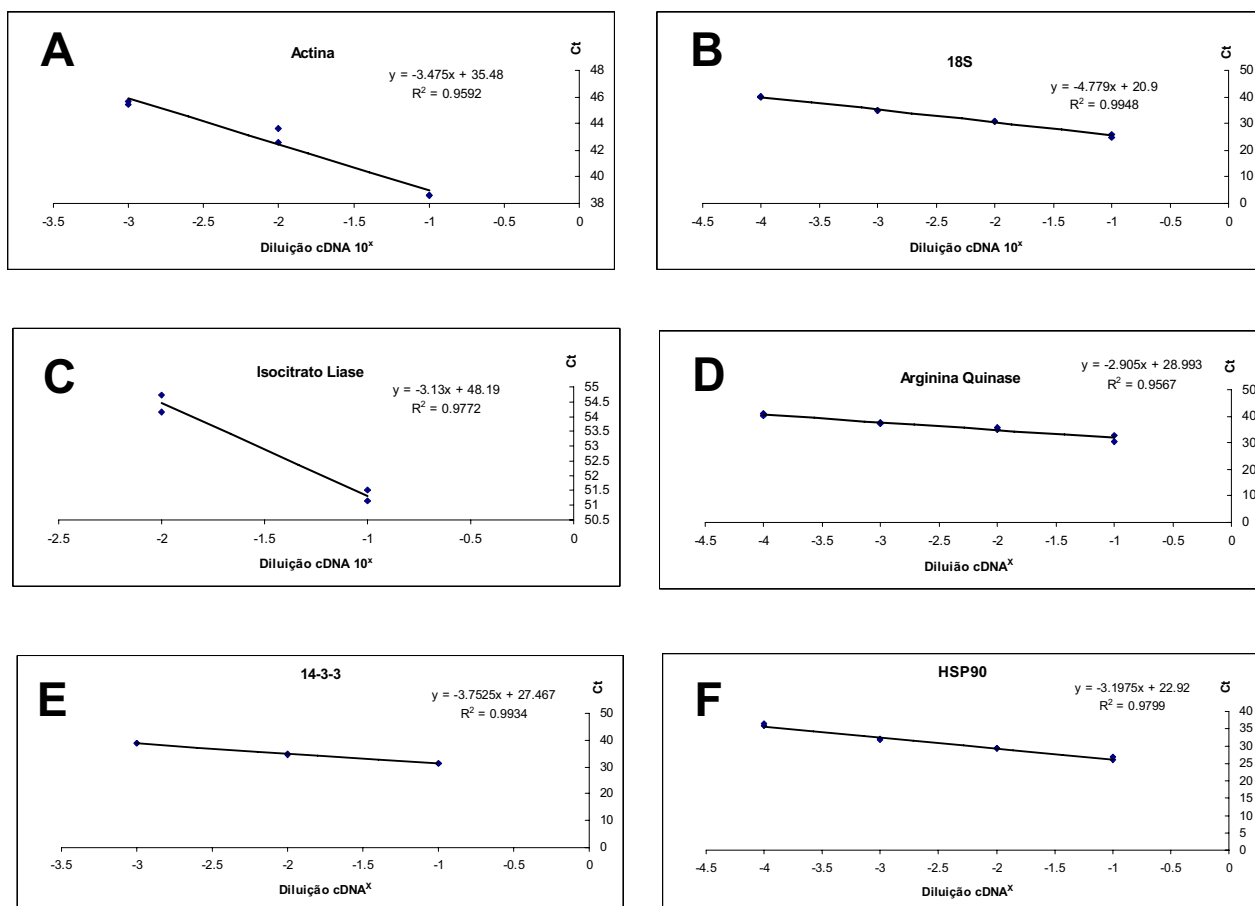 A
Actina
y = -3.475x + 35.48
R² = 0.9592
Ct
48
46
44
42
40
38
-3.5 -3 -2.5 -2 -1.5 -1 -0.5 0
Diluição cDNA 10ˣ
B
18S
y = -4.779x + 20.9
R² = 0.9948
Ct
50
40
30
20
10
0
-4.5 -4 -3.5 -3 -2.5 -2 -1.5 -1 -0.5 0
Diluição cDNA 10ˣ
C
Isocitrato Liase
y = -3.13x + 48.19
R² = 0.9772
Ct
55
54.5
54
53.5
53
52.5
52
51.5
51
50.5
-2.5 -2 -1.5 -1 -0.5 0
Diluição cDNA 10ˣ
D
Arginina Quinase
y = -2.905x + 28.993
R² = 0.9567
Ct
50
40
30
20
10
0
-4.5 -4 -3.5 -3 -2.5 -2 -1.5 -1 -0.5 0
Diluião cDNAˣ
E
14-3-3
y = -3.7525x + 27.467
R² = 0.9934
Ct
50
40
30
20
10
0
-3.5 -3 -2.5 -2 -1.5 -1 -0.5 0
Diluição cDNAˣ
F
HSP90
y = -3.1975x + 22.92
R² = 0.9799
Ct
40
35
30
25
20
15
10
5
0
-4.5 -4 -3.5 -3 -2.5 -2 -1.5 -1 -0.5 0
Diluição cDNAˣ